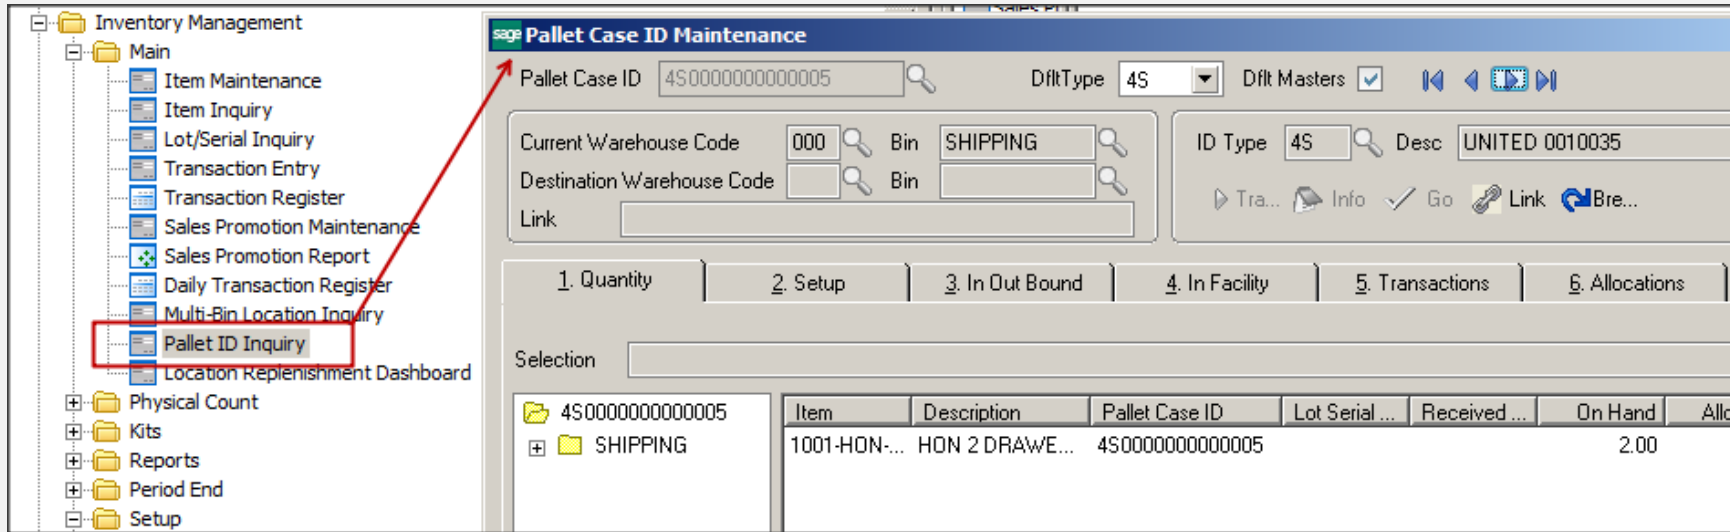 Inventory Management
Main
Item Maintenance
Item Inquiry
Lot/Serial Inquiry
Transaction Entry
Transaction Register
Sales Promotion Maintenance
Sales Promotion Report
Daily Transaction Register
Multi-Bin Location Inquiry
Pallet ID Inquiry
Location Replenishment Dashboard
Physical Count
Kits
Reports
Period End
Setup
sage Pallet Case ID Maintenance
Pallet Case ID 4S0000000000005 DfltType 4S Dflt Masters
Current Warehouse Code 000 Bin SHIPPING ID Type 4S Desc UNITED 0010035
Destination Warehouse Code Bin
Tra... Info Go Link Bre...
Link
1. Quantity 2. Setup 3. In Out Bound 4. In Facility 5. Transactions 6. Allocations
Selection
4S0000000000005
SHIPPING
Item Description Pallet Case ID Lot Serial ... Received ... On Hand Allo
1001-HON-... HON 2 DRAWE... 4S0000000000005 2.00